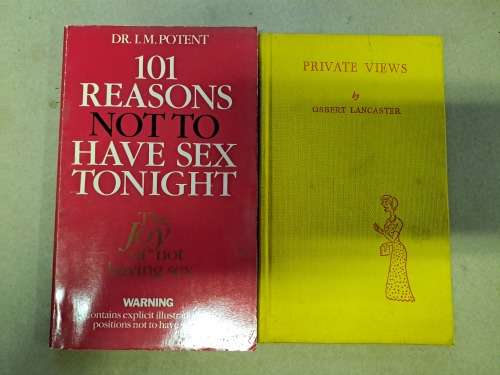 DR. I. M. POTENT
101
REASONS
NOT TO
HAVE SEX
TONIGHT
The
Joy
of not
having sex
WARNING
Contains explicit
positions not to have
PRIVATE VIEWS
by
OSBERT LANCASTER